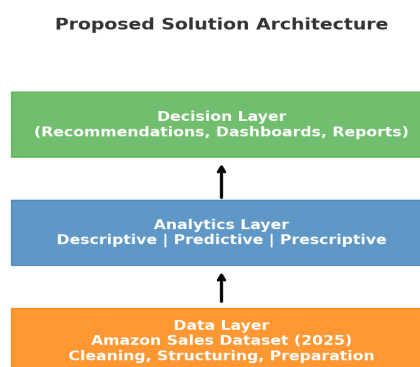 Proposed Solution Architecture
Decision Layer
(Recommendations, Dashboards, Reports)
Analytics Layer
Descriptive | Predictive | Prescriptive
Data Layer
Amazon Sales Dataset (2025)
Cleaning, Structuring, Preparation